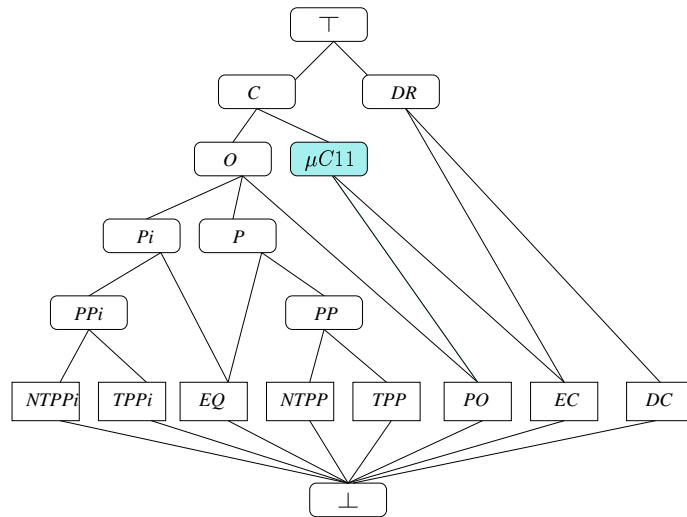 ⊤
C DR
O μC11
Pi P
PPi PP
NTPPi TPPi EQ NTPP TPP PO EC DC
⊥